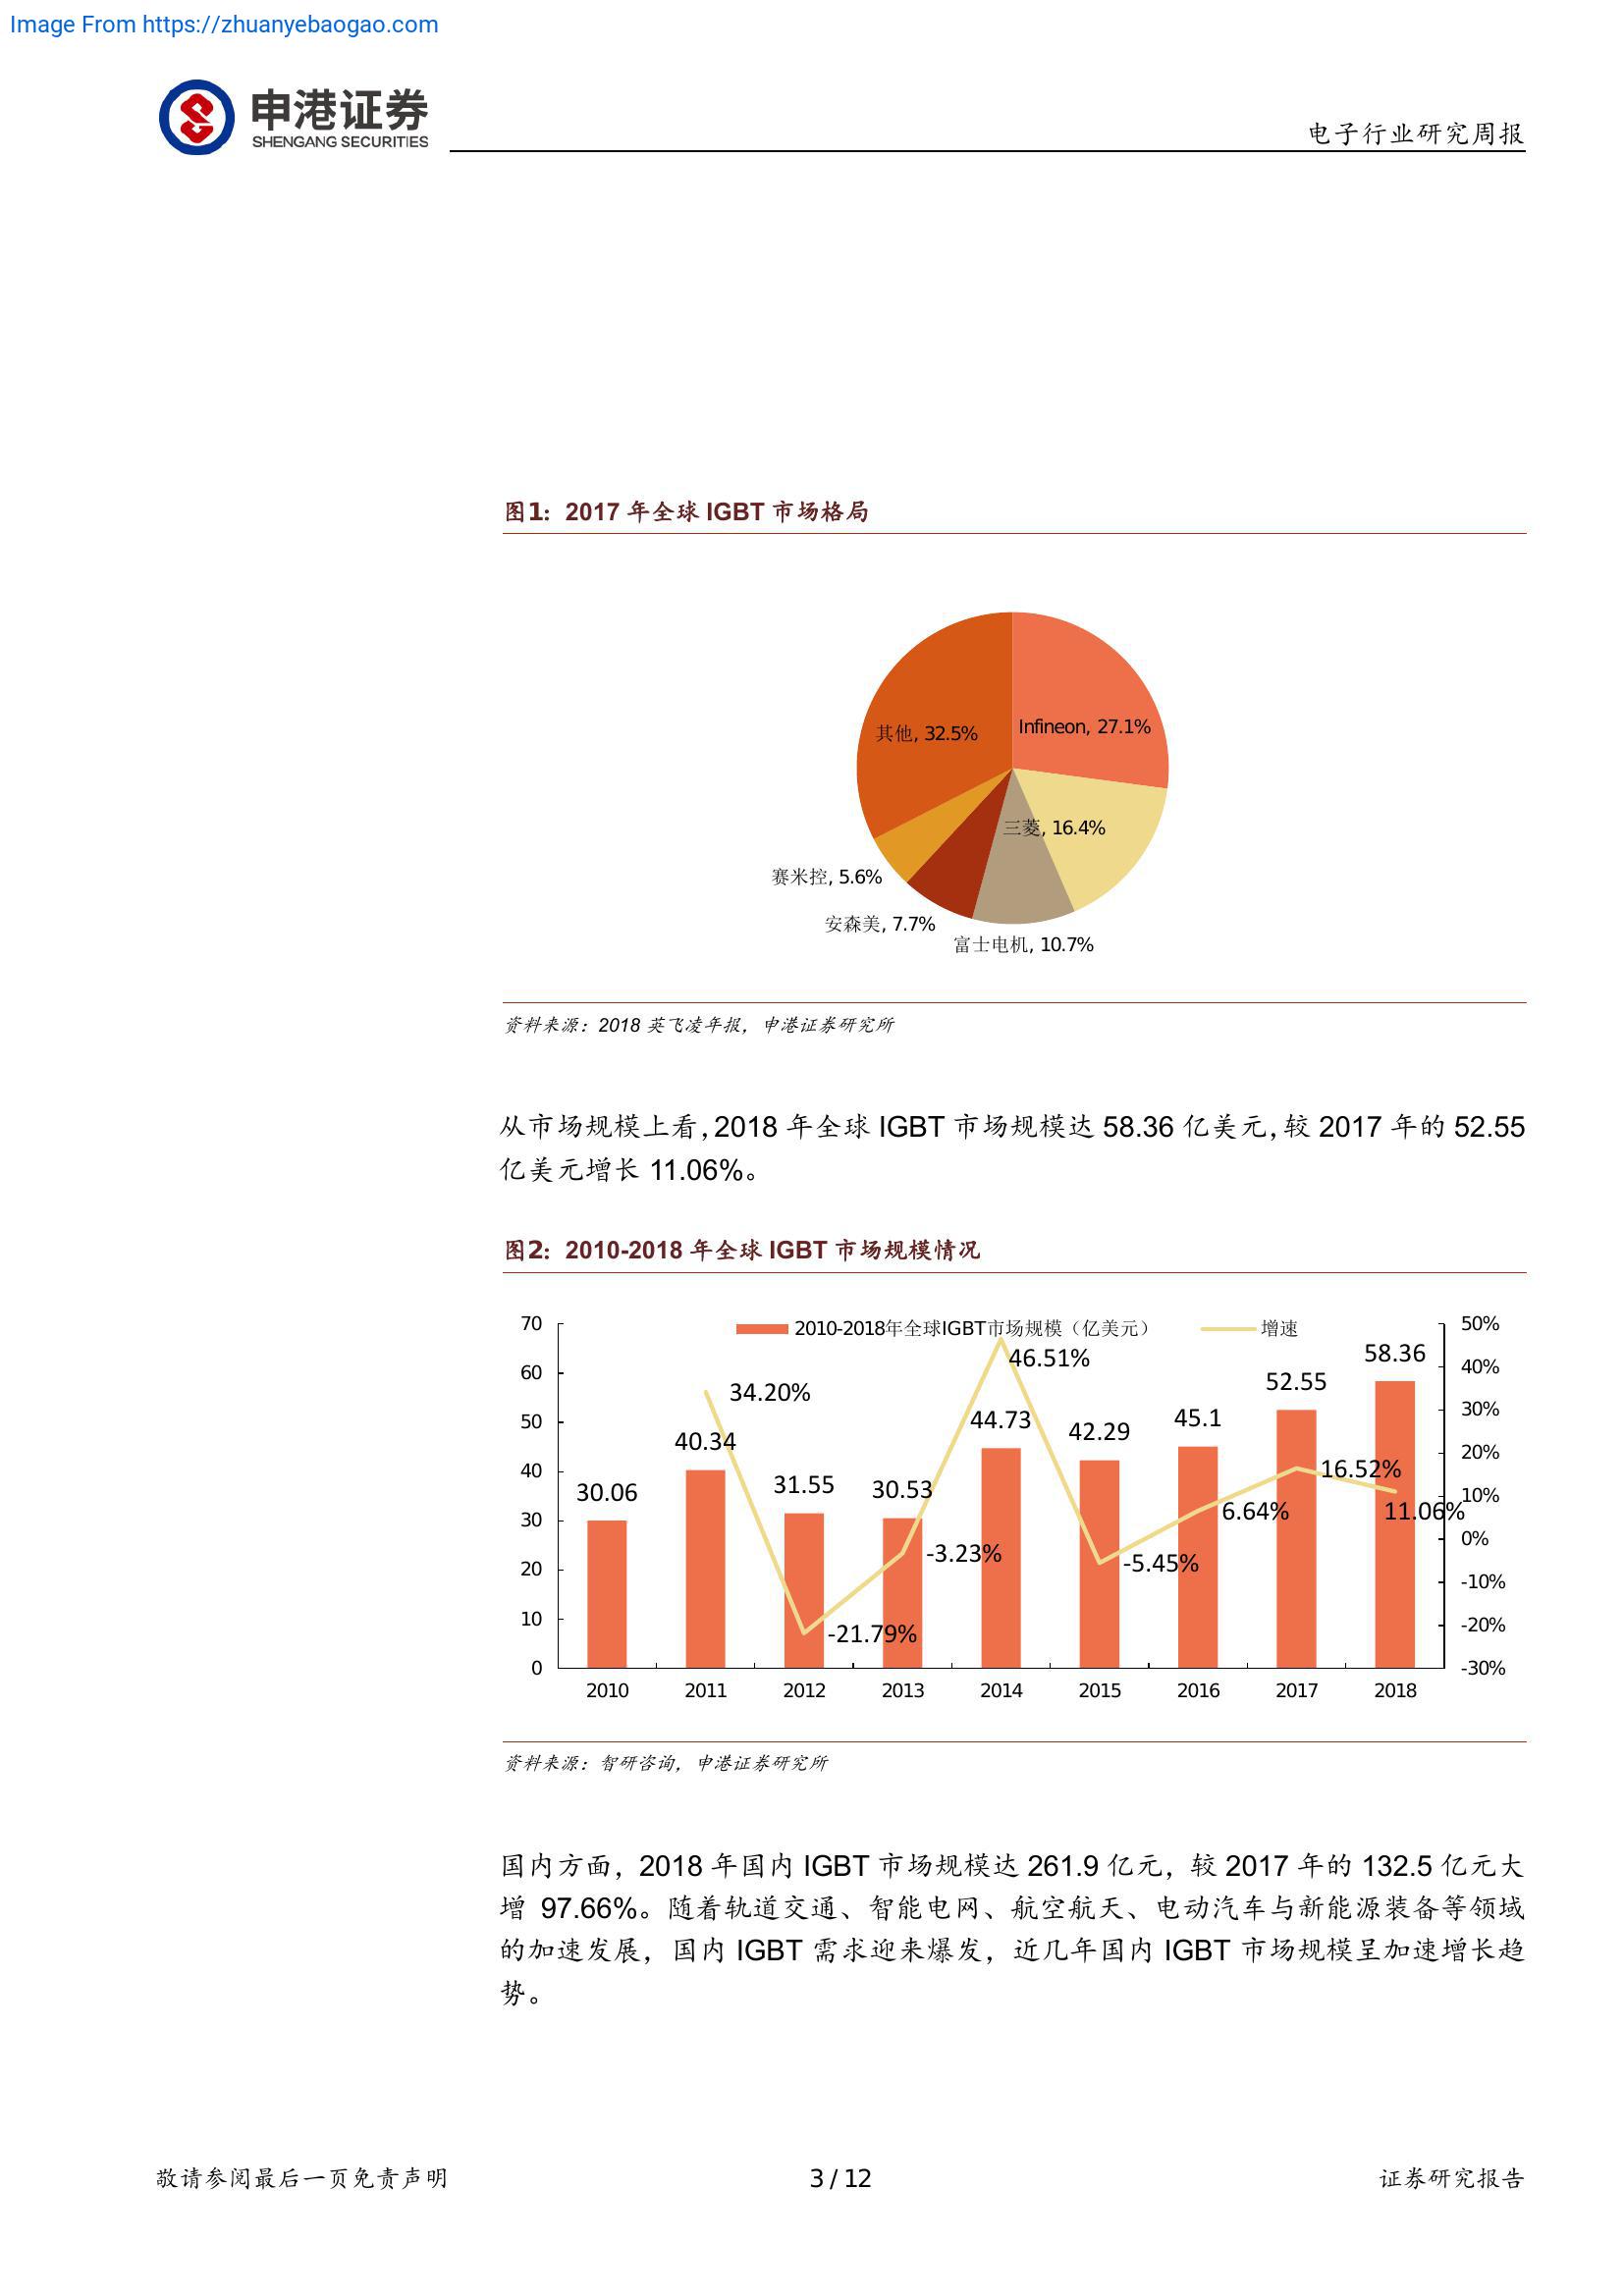 Image From https://zhuanyebaogao.com
申港证券
SHENGANG SECURITIES
电子行业研究周报
图1: 2017 年全球 IGBT 市场格局
其他, 32.5%
Infineon, 27.1%
三菱, 16.4%
赛米控, 5.6%
安森美, 7.7%
富士电机, 10.7%
资料来源：2018 英飞凌年报，申港证券研究所
从市场规模上看，2018 年全球 IGBT 市场规模达 58.36 亿美元，较 2017 年的 52.55
亿美元增长 11.06%。
图2: 2010-2018 年全球 IGBT 市场规模情况
2010-2018年全球IGBT市场规模（亿美元） 增速
70
60
50
40
30
20
10
0
30.06
40.34
31.55
30.53
44.73
42.29
45.1
52.55
58.36
34.20%
-21.79%
-3.23%
46.51%
-5.45%
6.64%
16.52%
11.06%
50%
40%
30%
20%
10%
0%
-10%
-20%
-30%
2010 2011 2012 2013 2014 2015 2016 2017 2018
资料来源：智研咨询，申港证券研究所
国内方面，2018 年国内 IGBT 市场规模达 261.9 亿元，较 2017 年的 132.5 亿元大
增 97.66%。随着轨道交通、智能电网、航空航天、电动汽车与新能源装备等领域
的加速发展，国内 IGBT 需求迎来爆发，近几年国内 IGBT 市场规模呈加速增长趋
势。
敬请参阅最后一页免责声明 3 / 12 证券研究报告